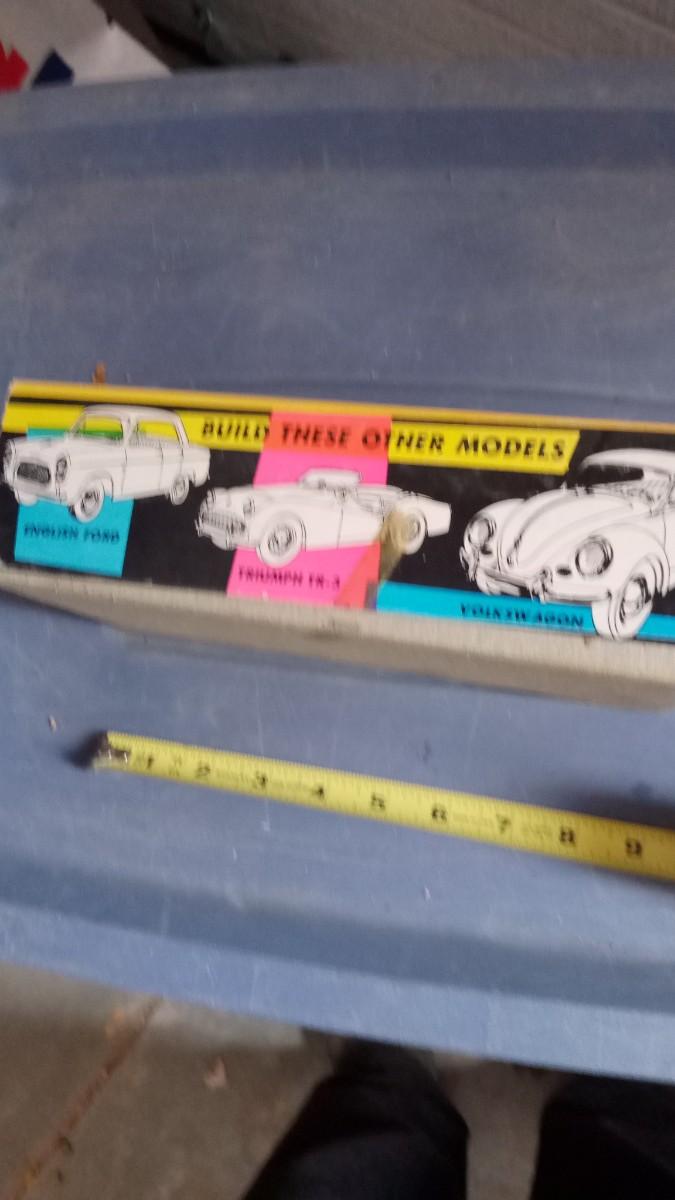 BUILD THESE OTHER MODELS
ENGLISH FORD
TRIUMPH TR-3
VOLKSWAGON
1 2 3 4 5 6 7 8 9